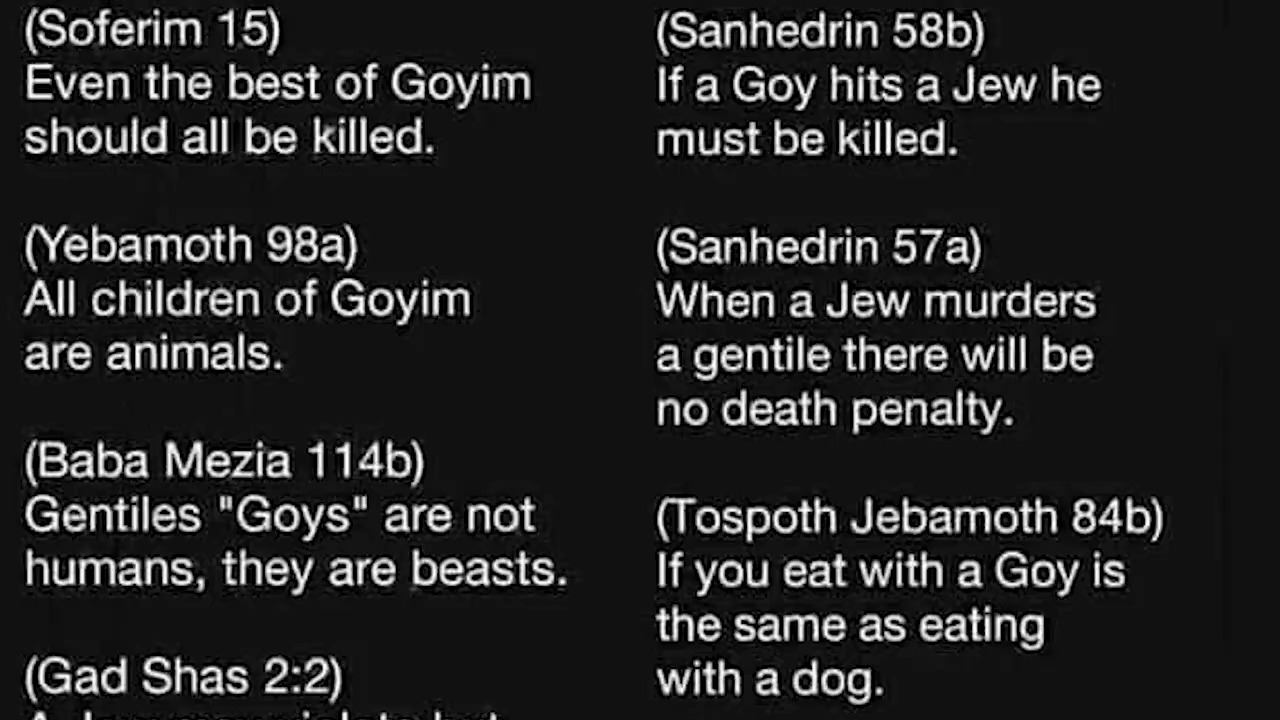 (Soferim 15)
Even the best of Goyim
should all be killed.
(Yebamoth 98a)
All children of Goyim
are animals.
(Baba Mezia 114b)
Gentiles "Goys" are not
humans, they are beasts.
(Gad Shas 2:2)
(Sanhedrin 58b)
If a Goy hits a Jew he
must be killed.
(Sanhedrin 57a)
When a Jew murders
a gentile there will be
no death penalty.
(Tospoth Jebamoth 84b)
If you eat with a Goy is
the same as eating
with a dog.